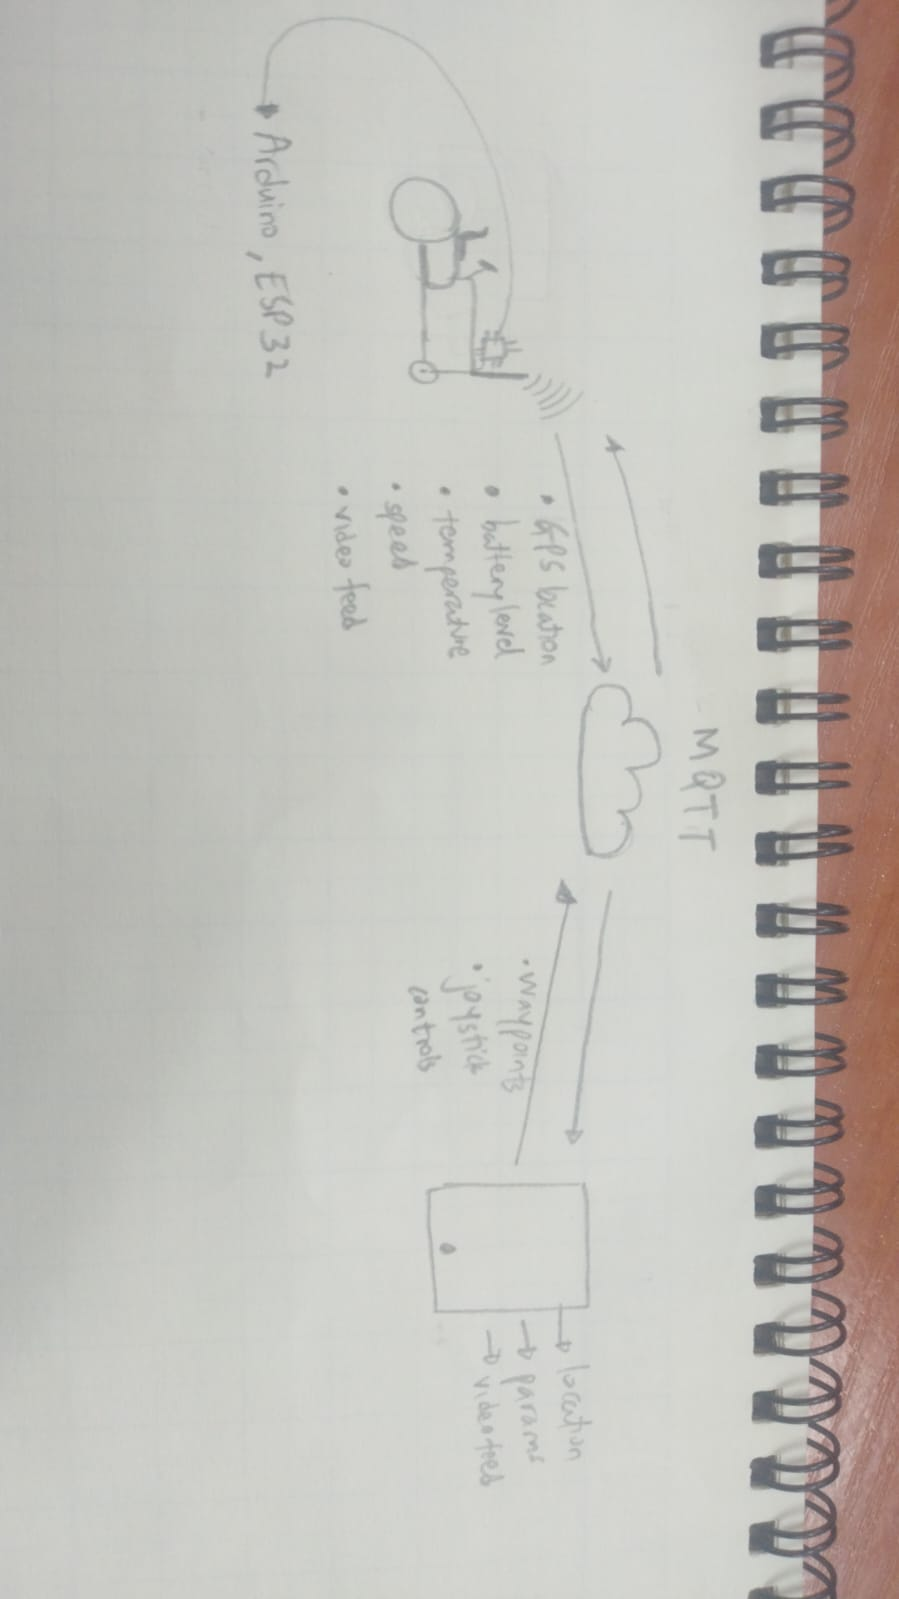 MQTT
Arduino, ESP32
• GPS location
• battery level
• temperature
• speed
• video feed
• waypoints
• joystick
controls
→ location
→ params
→ video feed